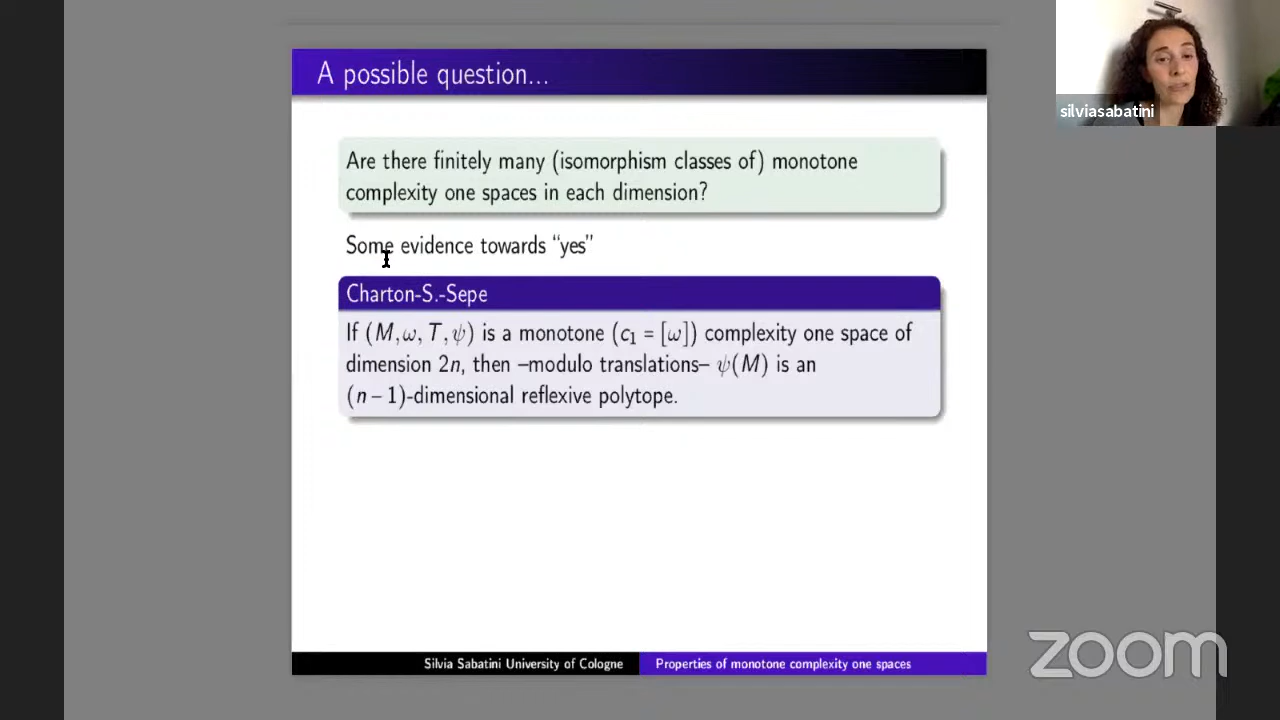 A possible question...
silviasabatini
Are there finitely many (isomorphism classes of) monotone
complexity one spaces in each dimension?
Some evidence towards “yes”
Charton-S.-Sepe
If (M, ω, T, ψ) is a monotone (c₁ = [ω]) complexity one space of
dimension 2n, then –modulo translations– ψ(M) is an
(n – 1)-dimensional reflexive polytope.
Silvia Sabatini University of Cologne
Properties of monotone complexity one spaces
zoom